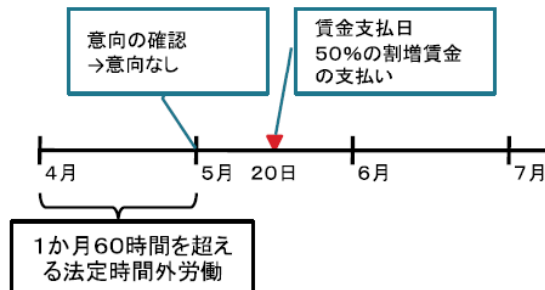 意向の確認
→意向なし
賃金支払日
50%の割増賃金
の支払い
4月
5月
20日
6月
7月
1か月60時間を超え
る法定時間外労働